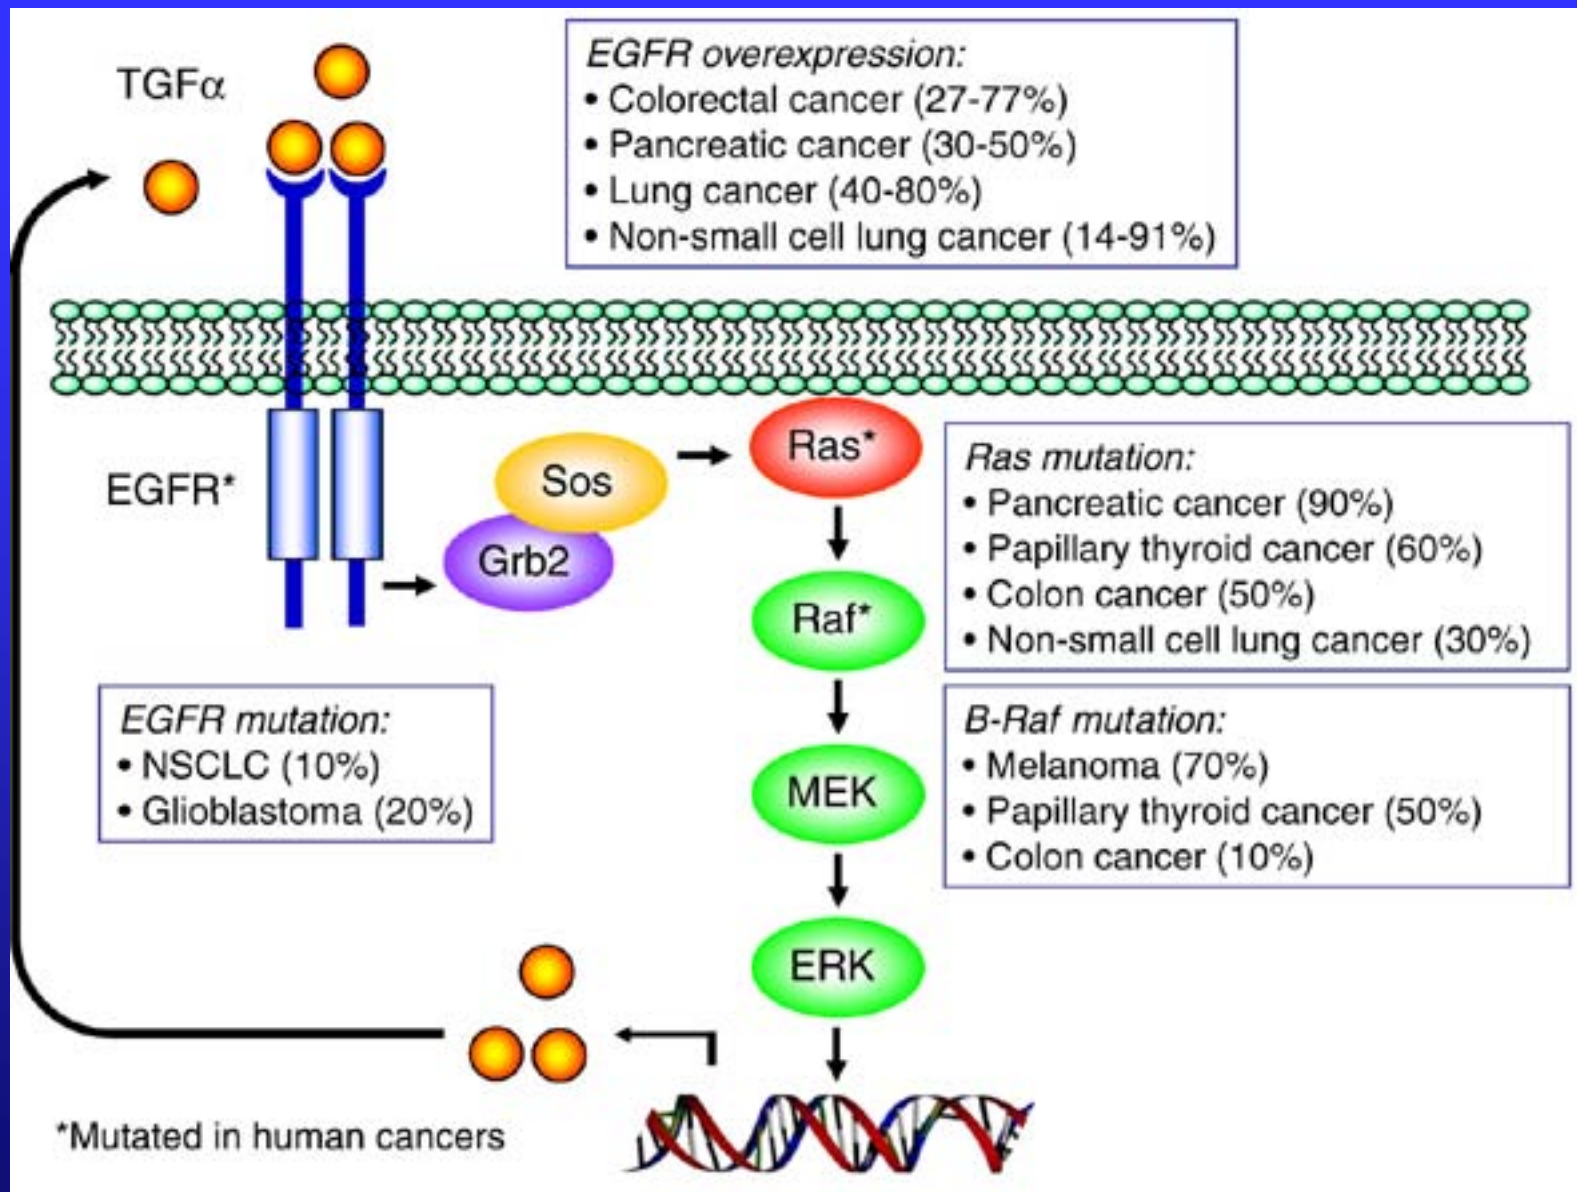 TGFα
EGFR overexpression:
• Colorectal cancer (27-77%)
• Pancreatic cancer (30-50%)
• Lung cancer (40-80%)
• Non-small cell lung cancer (14-91%)
EGFR*
Sos
Grb2
Ras*
Raf*
MEK
ERK
Ras mutation:
• Pancreatic cancer (90%)
• Papillary thyroid cancer (60%)
• Colon cancer (50%)
• Non-small cell lung cancer (30%)
EGFR mutation:
• NSCLC (10%)
• Glioblastoma (20%)
B-Raf mutation:
• Melanoma (70%)
• Papillary thyroid cancer (50%)
• Colon cancer (10%)
*Mutated in human cancers